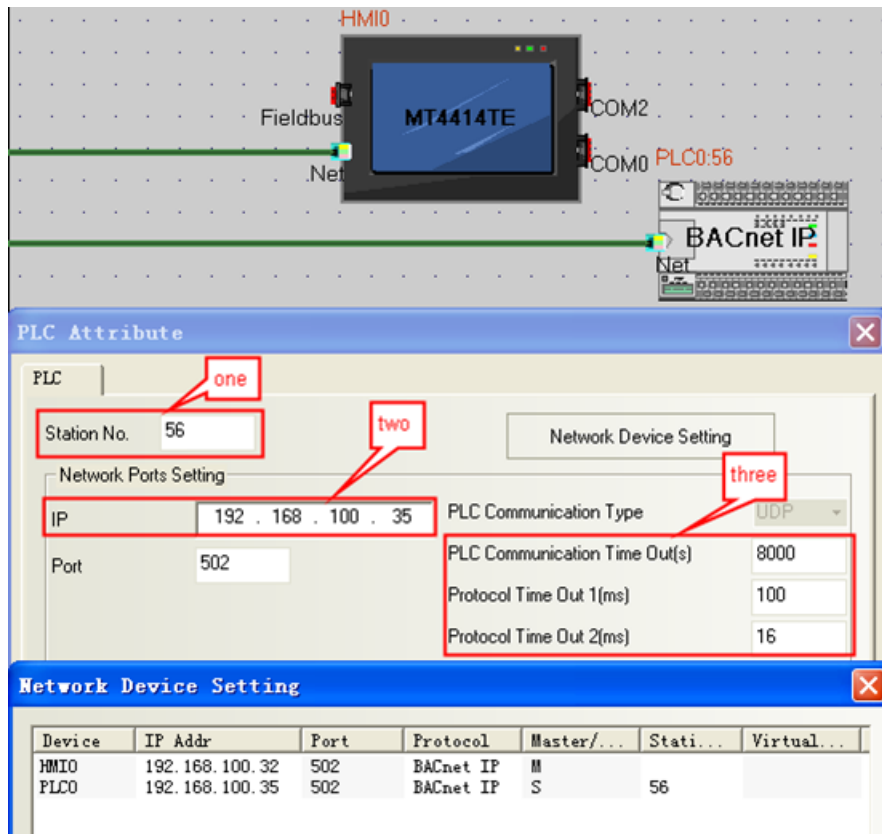 HMI0
Fieldbus
MT4414TE
COM2
Net
COM0
PLC0:56
BACnet IP
Net
PLC Attribute
PLC
one
Station No. 56
two
Network Device Setting
Network Ports Setting
three
IP 192 . 168 . 100 . 35
PLC Communication Type UDP
Port 502
PLC Communication Time Out(s) 8000
Protocol Time Out 1(ms) 100
Protocol Time Out 2(ms) 16
Network Device Setting
Device IP Addr Port Protocol Master/... Stati... Virtual...
HMI0 192.168.100.32 502 BACnet IP M
PLC0 192.168.100.35 502 BACnet IP S 56